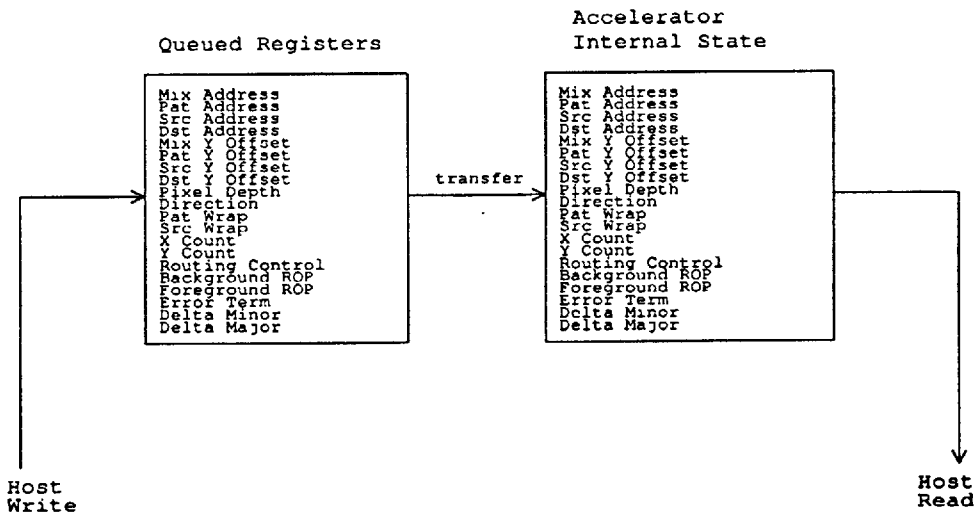 Queued Registers
Mix Address
Pat Address
Src Address
Dst Address
Mix Y Offset
Pat Y Offset
Src Y Offset
Dst Y Offset
Pixel Depth
Direction
Pat Wrap
Src Wrap
X Count
Y Count
Routing Control
Background ROP
Foreground ROP
Error Term
Delta Minor
Delta Major
transfer
Accelerator
Internal State
Mix Address
Pat Address
Src Address
Dst Address
Mix Y Offset
Pat Y Offset
Src Y Offset
Dst Y Offset
Pixel Depth
Direction
Pat Wrap
Src Wrap
X Count
Y Count
Routing Control
Background ROP
Foreground ROP
Error Term
Delta Minor
Delta Major
Host
Write
Host
Read